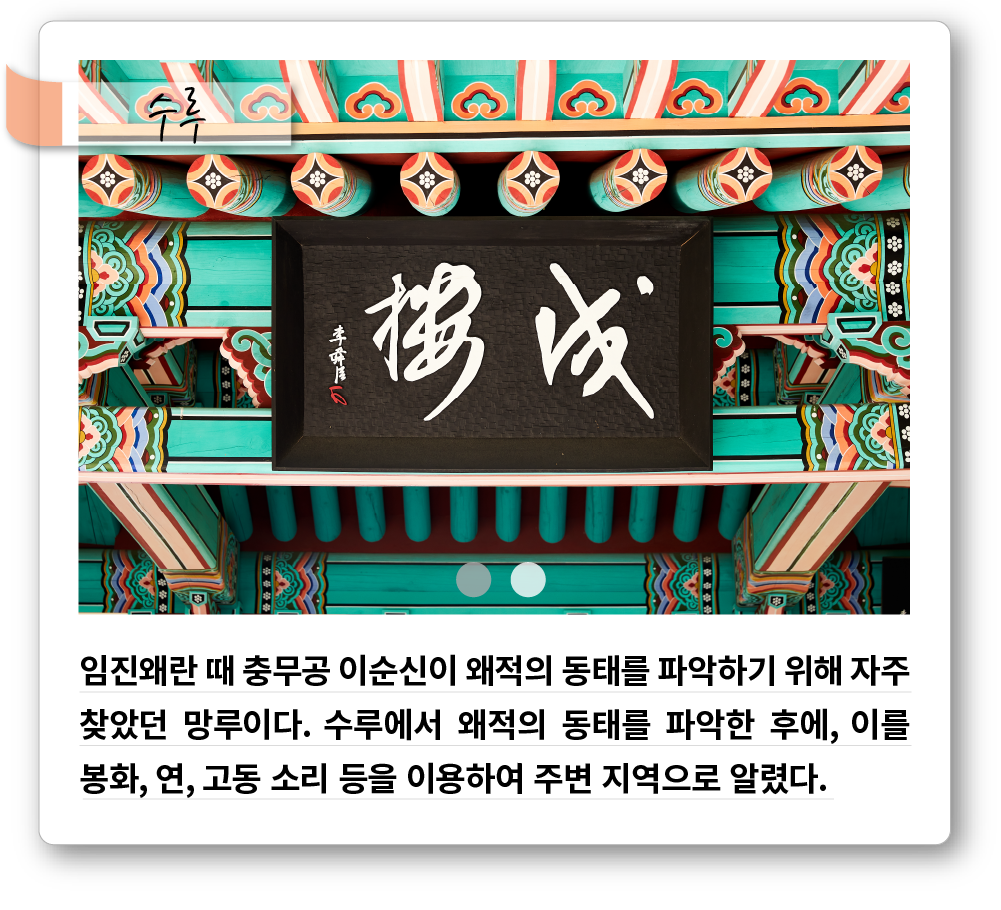 수루
戍樓
李舜臣
임진왜란 때 충무공 이순신이 왜적의 동태를 파악하기 위해 자주
찾았던 망루이다. 수루에서 왜적의 동태를 파악한 후에, 이를
봉화, 연, 고동 소리 등을 이용하여 주변 지역으로 알렸다.